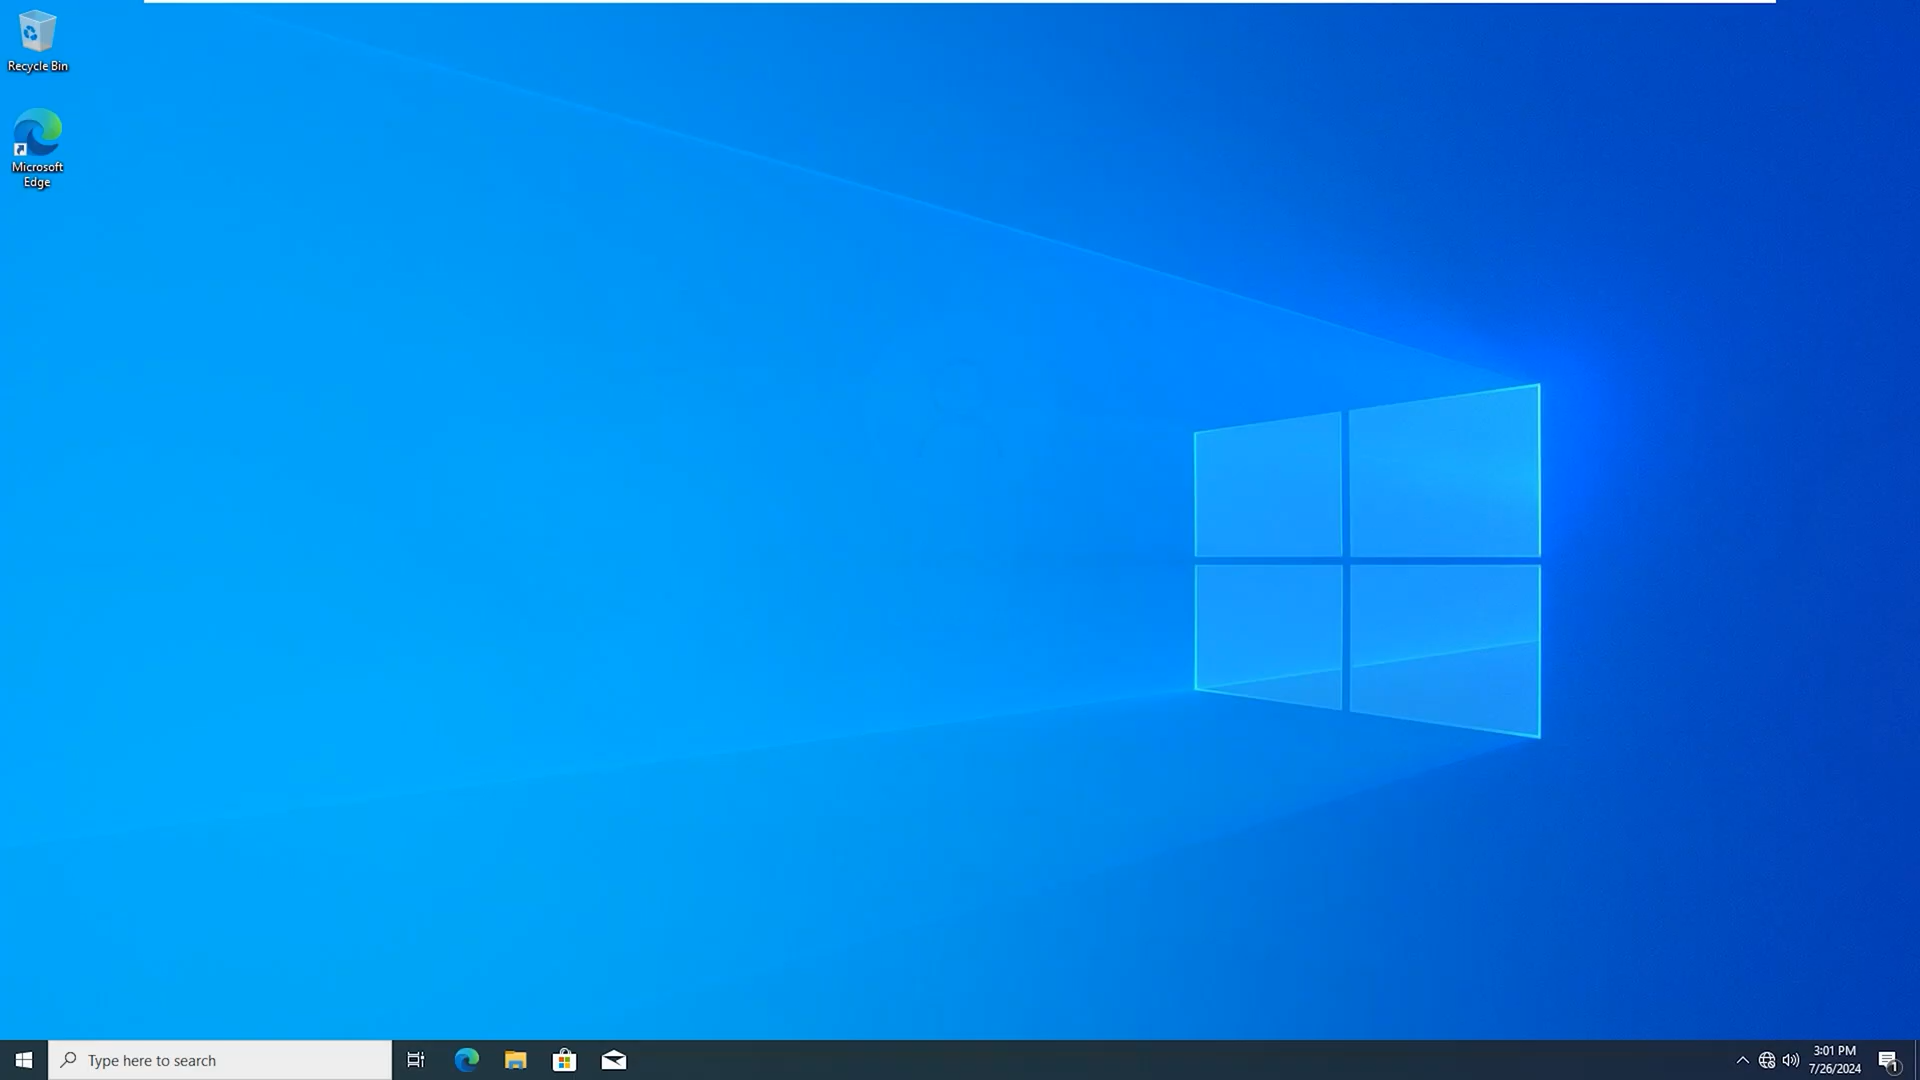 Recycle Bin
Microsoft
Edge
Type here to search
3:01 PM
7/26/2024
1